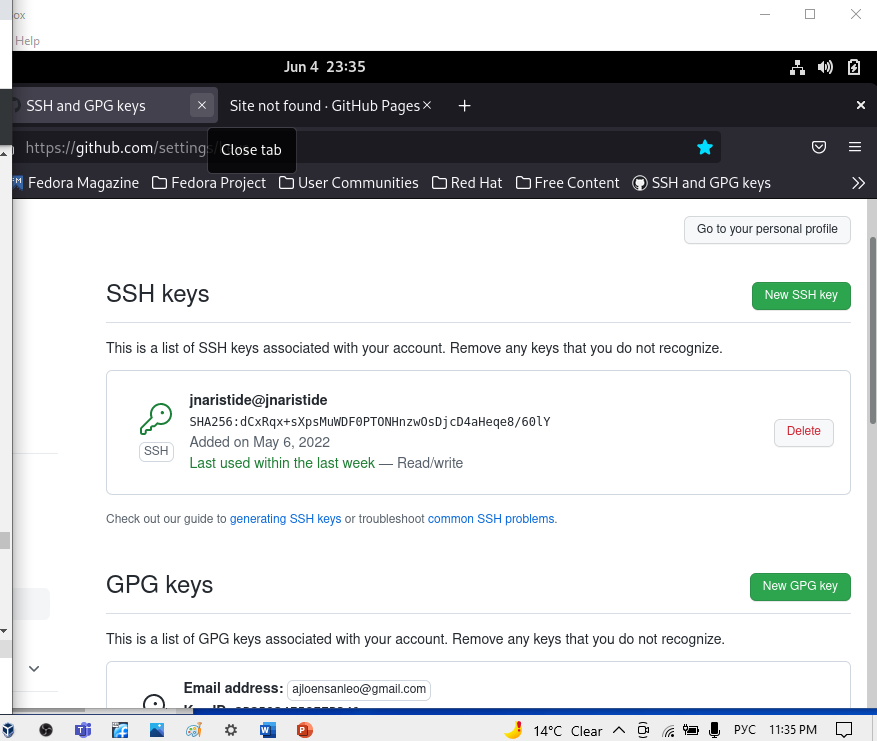 ox
Help
Jun 4 23:35
SSH and GPG keys
Site not found · GitHub Pages
https://github.com/settings
Close tab
Fedora Magazine
Fedora Project
User Communities
Red Hat
Free Content
SSH and GPG keys
Go to your personal profile
SSH keys
New SSH key
This is a list of SSH keys associated with your account. Remove any keys that you do not recognize.
jnaristide@jnaristide
SHA256:dCxRqx+sXpsMuWDF0PTONHnzwOsDjcD4aHeqe8/60lY
Added on May 6, 2022
Last used within the last week — Read/write
SSH
Delete
Check out our guide to generating SSH keys or troubleshoot common SSH problems.
GPG keys
New GPG key
This is a list of GPG keys associated with your account. Remove any keys that you do not recognize.
Email address: ajloensanleo@gmail.com
14°C Clear
РУС
11:35 PM